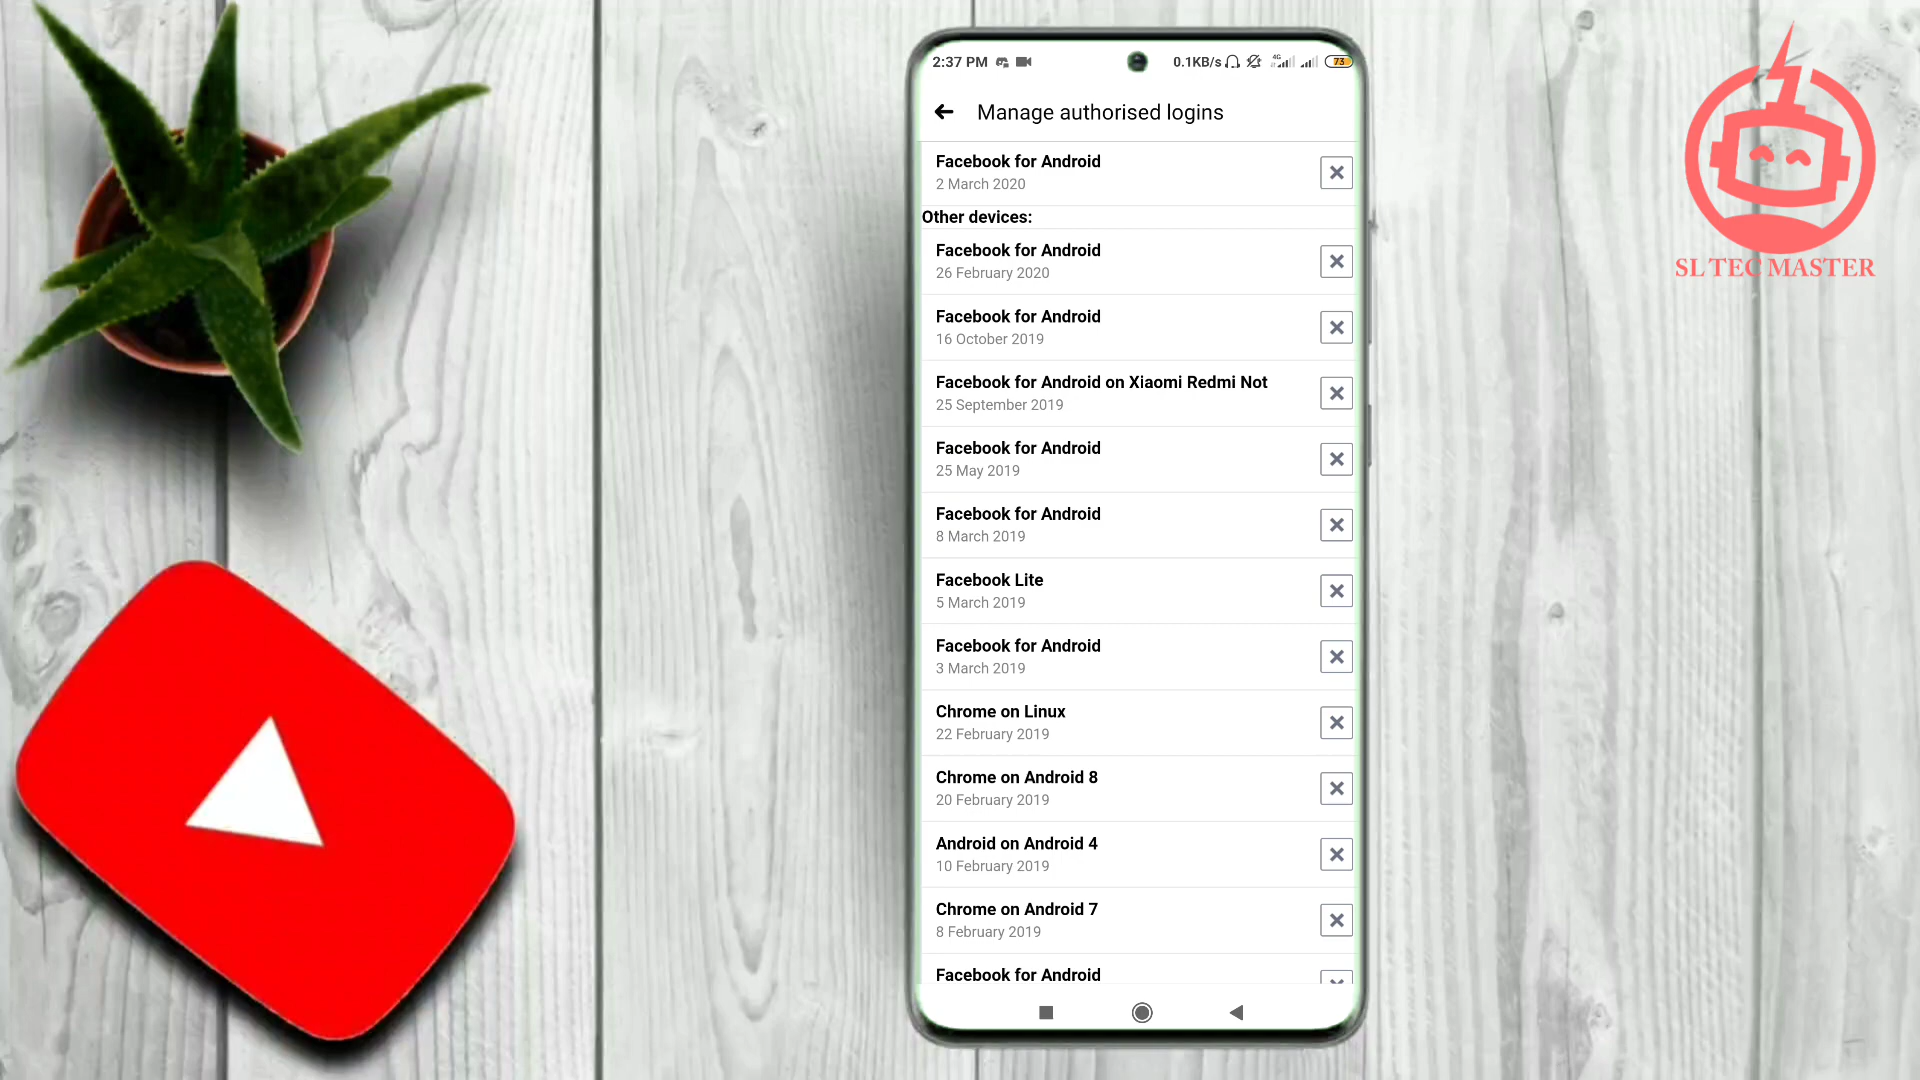 2:37 PM
0.1KB/s
4G
73
Manage authorised logins
Facebook for Android
2 March 2020
Other devices:
Facebook for Android
26 February 2020
Facebook for Android
16 October 2019
Facebook for Android on Xiaomi Redmi Not
25 September 2019
Facebook for Android
25 May 2019
Facebook for Android
8 March 2019
Facebook Lite
5 March 2019
Facebook for Android
3 March 2019
Chrome on Linux
22 February 2019
Chrome on Android 8
20 February 2019
Android on Android 4
10 February 2019
Chrome on Android 7
8 February 2019
Facebook for Android
SL TEC MASTER